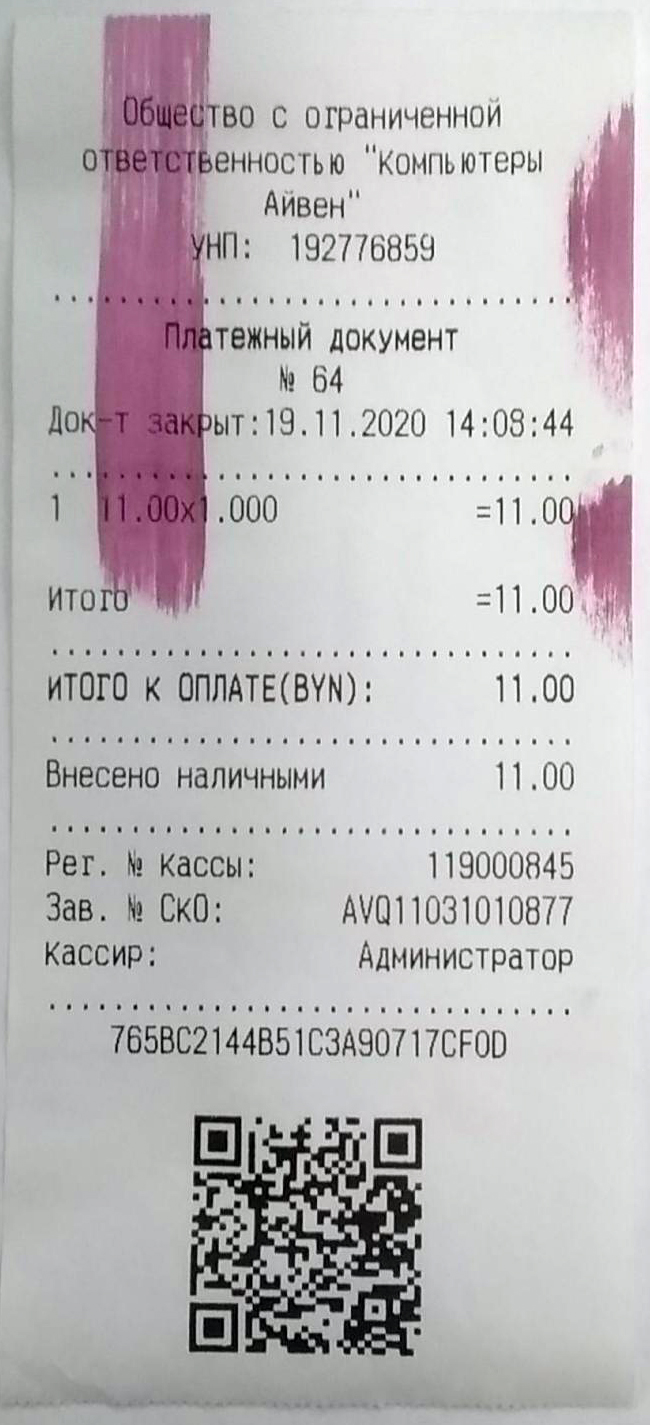 Общество с ограниченной
ответственностью "Компьютеры
Айвен"
УНП: 192776859
Платежный документ
№ 64
Док-т закрыт:19.11.2020 14:08:44
1 11.00x1.000 =11.00
Итого =11.00
ИТОГО К ОПЛАТЕ(BYN): 11.00
Внесено наличными 11.00
Рег. № Кассы: 119000845
Зав. № СКО: AVQ11031010877
Кассир: Администратор
765BC2144B51C3A90717CF0D